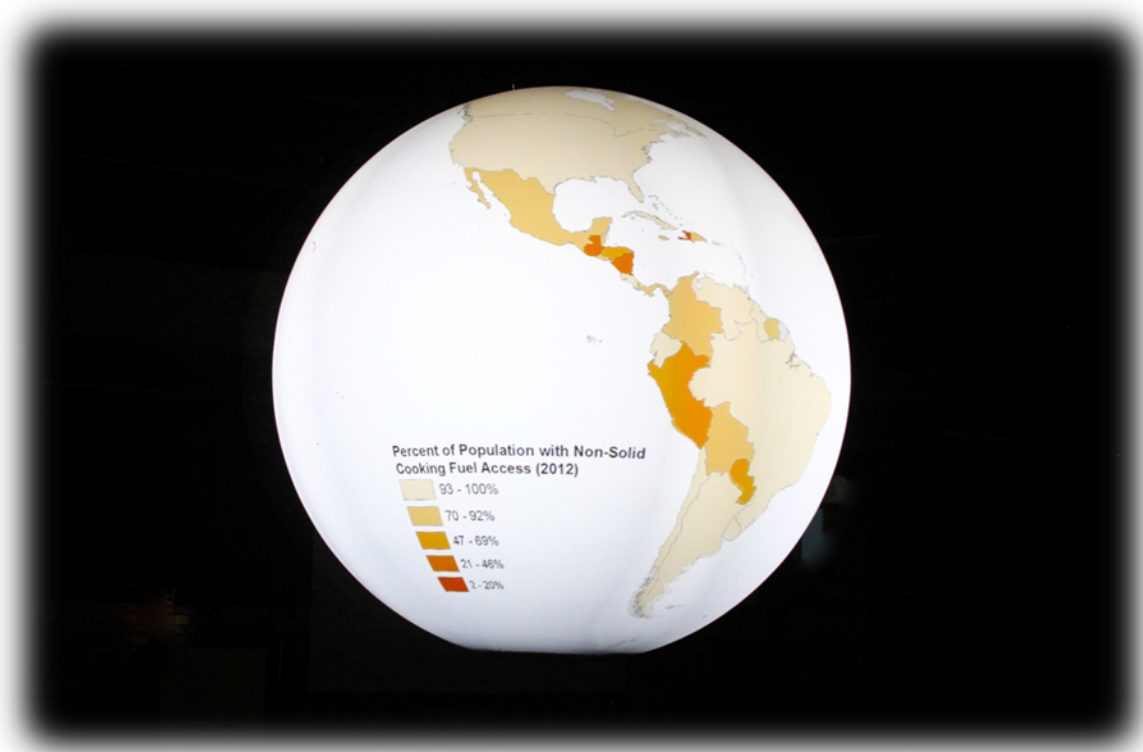 Percent of Population with Non-Solid
Cooking Fuel Access (2012)
93 - 100%
70 - 92%
47 - 69%
21 - 46%
2 - 20%